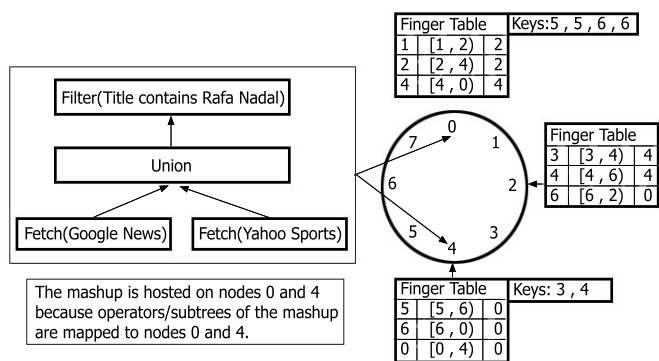 Finger Table Keys:5 , 5 , 6 , 6
1 [1 , 2) 2
2 [2 , 4) 2
4 [4 , 0) 4
Filter(Title contains Rafa Nadal)
Union
Fetch(Google News) Fetch(Yahoo Sports)
The mashup is hosted on nodes 0 and 4
because operators/subtrees of the mashup
are mapped to nodes 0 and 4.
0
7 1
6 2
5 3
4
Finger Table
3 [3 , 4) 4
4 [4 , 6) 4
6 [6 , 2) 0
Finger Table Keys: 3 , 4
5 [5 , 6) 0
6 [6 , 0) 0
0 [0 , 4) 0